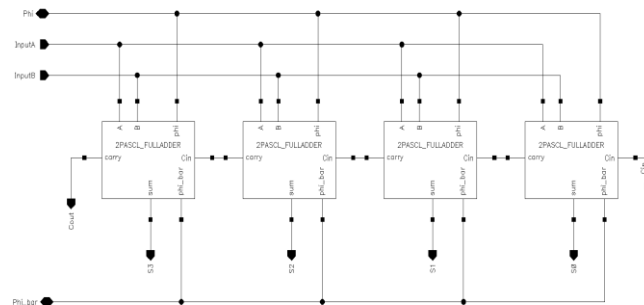 Phi
InputA
InputB
A B phi A B phi A B phi A B phi
2PASCL_FULLADDER 2PASCL_FULLADDER 2PASCL_FULLADDER 2PASCL_FULLADDER
carry Cin carry Cin carry Cin carry Cin
sum phi_bar sum phi_bar sum phi_bar sum phi_bar
Cout
S3 S2 S1 S0
Phi_bar